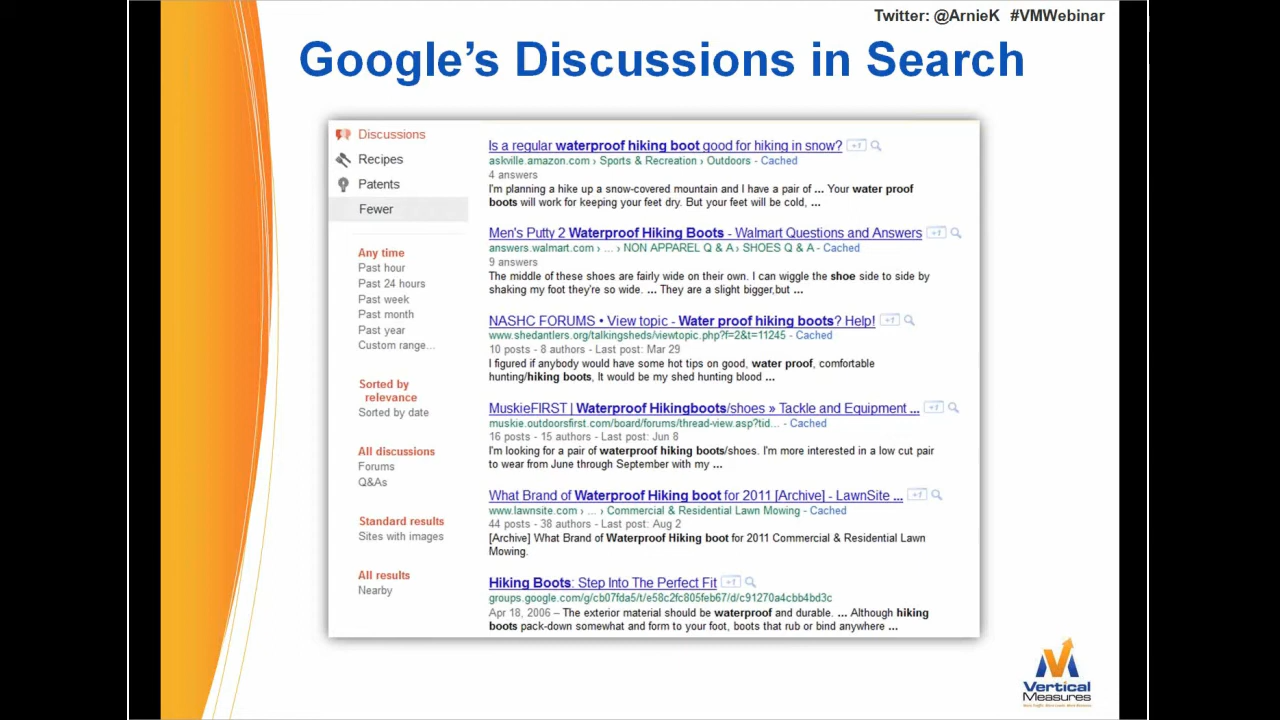 Twitter: @ArnieK #VMWebinar
Google's Discussions in Search
Discussions
Recipes
Patents
Fewer
Any time
Past hour
Past 24 hours
Past week
Past month
Past year
Custom range...
Sorted by
relevance
Sorted by date
All discussions
Forums
Q&As
Standard results
Sites with images
All results
Nearby
Is a regular waterproof hiking boot good for hiking in snow? +1
askville.amazon.com › Sports & Recreation › Outdoors - Cached
4 answers
I'm planning a hike up a snow-covered mountain and I have a pair of ... Your water proof
boots will work for keeping your feet dry. But your feet will be cold, ...
Men's Putty 2 Waterproof Hiking Boots - Walmart Questions and Answers +1
answers.walmart.com › ... › NON APPAREL Q & A › SHOES Q & A - Cached
9 answers
The middle of these shoes are fairly wide on their own. I can wiggle the shoe side to side by
shaking my foot they're so wide. ... They are a slight bigger,but ...
NASHC FORUMS • View topic - Water proof hiking boots? Help! +1
www.shedantlers.org/talkingsheds/viewtopic.php?f=2&t=11245 - Cached
10 posts - 8 authors - Last post: Mar 29
I figured if anybody would have some hot tips on good, water proof, comfortable
hunting/hiking boots, It would be my shed hunting blood ...
MuskieFIRST | Waterproof Hikingboots/shoes » Tackle and Equipment ... +1
muskie.outdoorsfirst.com/board/forums/thread-view.asp?tid... - Cached
16 posts - 15 authors - Last post: Jun 8
I'm looking for a pair of waterproof hiking boots/shoes. I'm more interested in a low cut pair
to wear from June through September with my ...
What Brand of Waterproof Hiking boot for 2011 [Archive] - LawnSite ... +1
www.lawnsite.com › ... › Commercial & Residential Lawn Mowing - Cached
44 posts - 38 authors - Last post: Aug 2
[Archive] What Brand of Waterproof Hiking boot for 2011 Commercial & Residential Lawn
Mowing.
Hiking Boots: Step Into The Perfect Fit +1
groups.google.com/g/cb07fda5/t/e58c2fc805feb67/d/c91270a4cbb4bd3c
Apr 18, 2006 – The exterior material should be waterproof and durable. ... Although hiking
boots pack-down somewhat and form to your foot, boots that rub or bind anywhere ...
Vertical
Measures